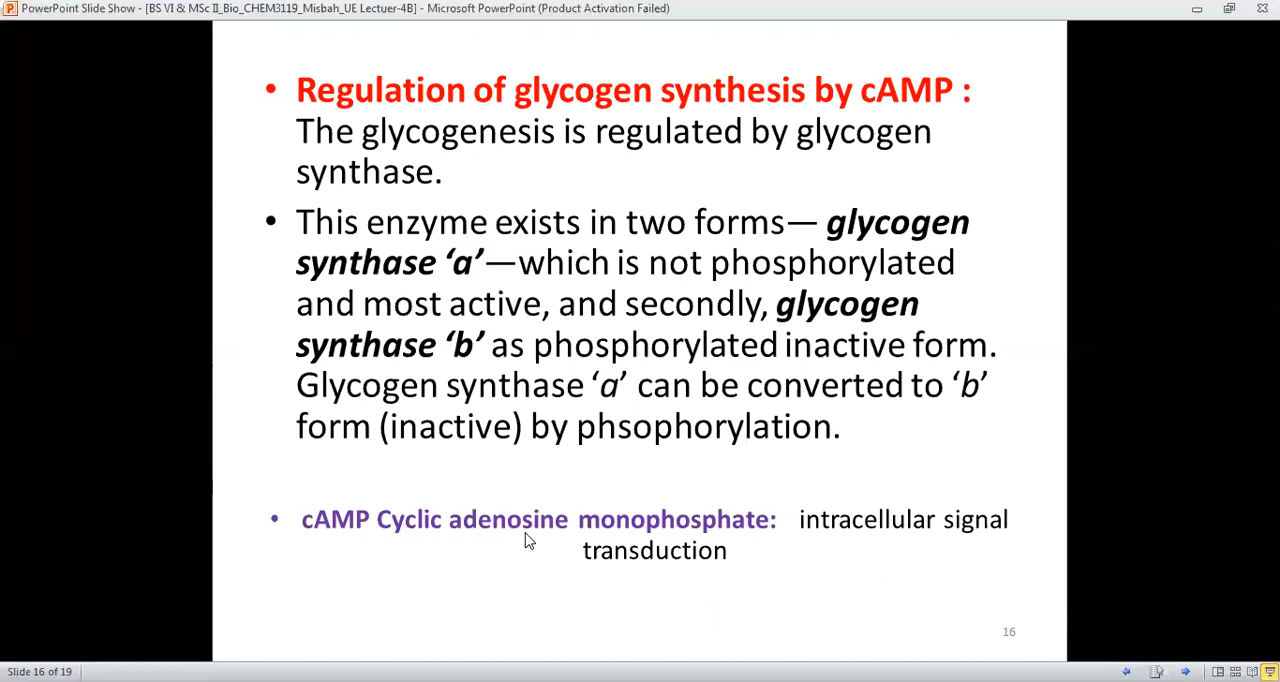 PowerPoint Slide Show - [BS VI & MSc II_Bio_CHEM3119_Misbah_UE Lectuer-4B] - Microsoft PowerPoint (Product Activation Failed)
• Regulation of glycogen synthesis by cAMP :
The glycogenesis is regulated by glycogen
synthase.
• This enzyme exists in two forms— glycogen
synthase ‘a’—which is not phosphorylated
and most active, and secondly, glycogen
synthase ‘b’ as phosphorylated inactive form.
Glycogen synthase ‘a’ can be converted to ‘b’
form (inactive) by phsophorylation.
• cAMP Cyclic adenosine monophosphate: intracellular signal
transduction
16
Slide 16 of 19